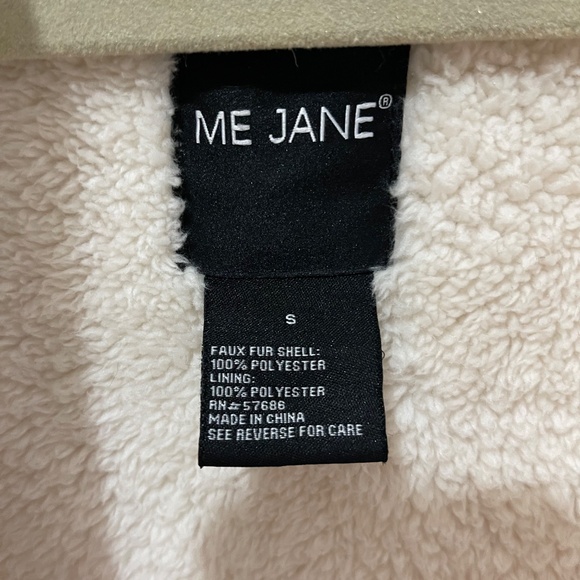 ME JANE®
S
FAUX FUR SHELL:
100% POLYESTER
LINING:
100% POLYESTER
RN# 57686
MADE IN CHINA
SEE REVERSE FOR CARE